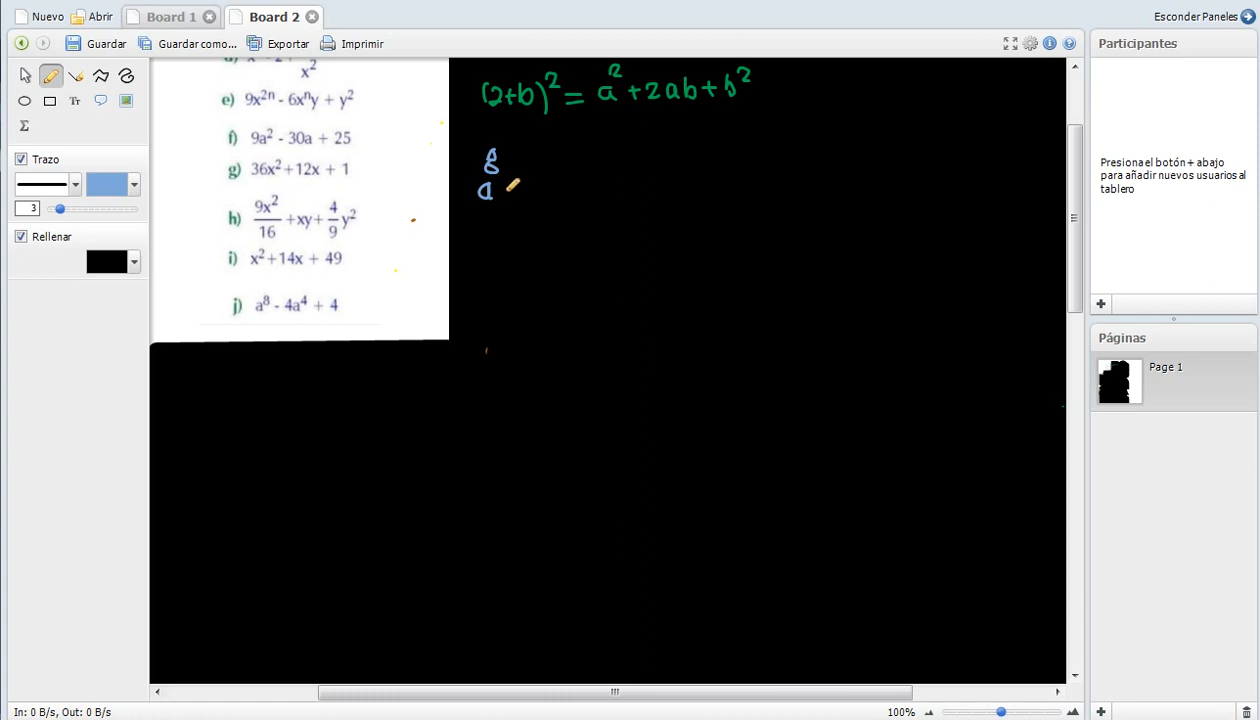 Nuevo Abrir Board 1 Board 2 Esconder Paneles
Guardar Guardar como... Exportar Imprimir
Participantes
Presiona el botón + abajo
para añadir nuevos usuarios al
tablero
Páginas
Page 1
Tr
Σ
Trazo
3
Rellenar
x²
e) 9x²ⁿ - 6xⁿy + y²
f) 9a² - 30a + 25
g) 36x² + 12x + 1
h) 9x²/16 + xy + 4/9 y²
i) x² + 14x + 49
j) a⁸ - 4a⁴ + 4
(a+b)² = a² + 2ab + b²
g
a
In: 0 B/s, Out: 0 B/s 100%